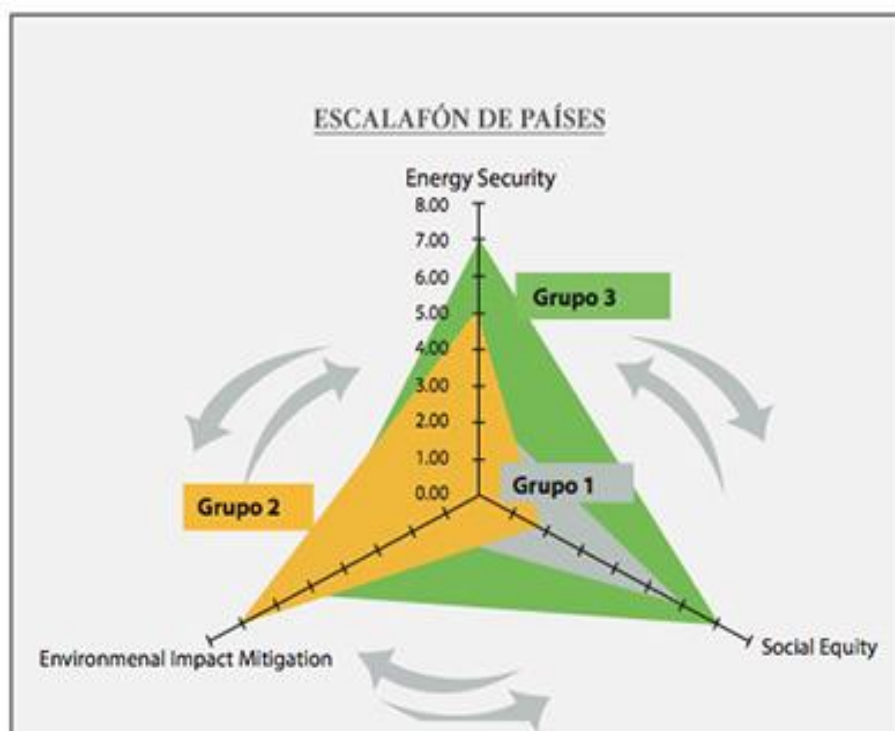 ESCALAFÓN DE PAÍSES
Energy Security
8.00
7.00
6.00
5.00
4.00
3.00
2.00
1.00
0.00
Grupo 3
Grupo 1
Grupo 2
Environmenal Impact Mitigation
Social Equity